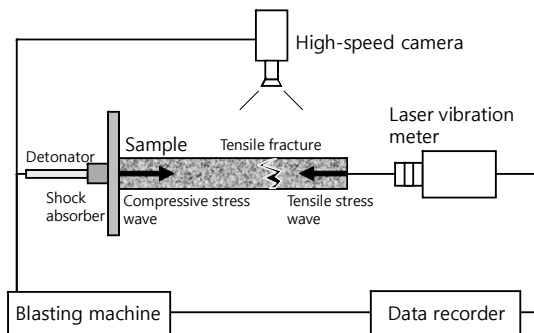 High-speed camera
Laser vibration
meter
Sample
Tensile fracture
Detonator
Shock
absorber
Compressive stress
wave
Tensile stress
wave
Blasting machine
Data recorder